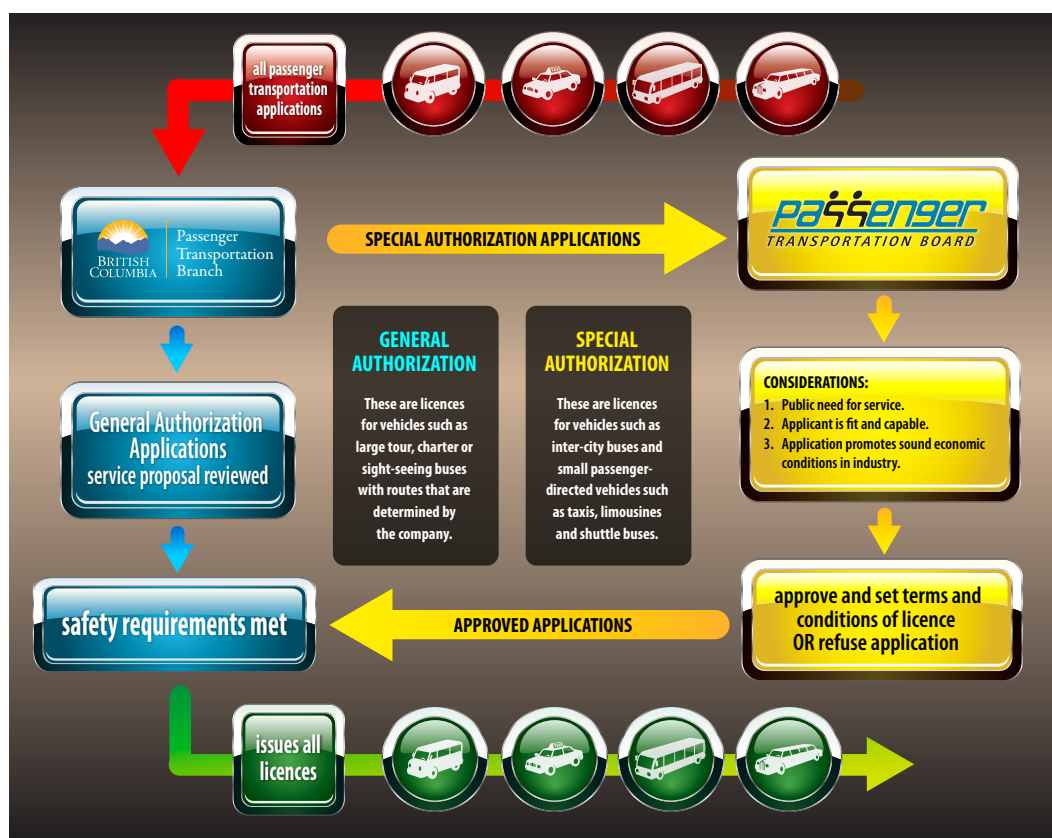 all passenger
transportation
applications
BRITISH
COLUMBIA
Passenger
Transportation
Branch
SPECIAL AUTHORIZATION APPLICATIONS
passenger
TRANSPORTATION BOARD
GENERAL
AUTHORIZATION
These are licences
for vehicles such as
large tour, charter or
sight-seeing buses
with routes that are
determined by
the company.
SPECIAL
AUTHORIZATION
These are licences
for vehicles such as
inter-city buses and
small passenger-
directed vehicles such
as taxis, limousines
and shuttle buses.
General Authorization
Applications
service proposal reviewed
CONSIDERATIONS:
1. Public need for service.
2. Applicant is fit and capable.
3. Application promotes sound economic
conditions in industry.
safety requirements met
APPROVED APPLICATIONS
approve and set terms and
conditions of licence
OR refuse application
issues all
licences